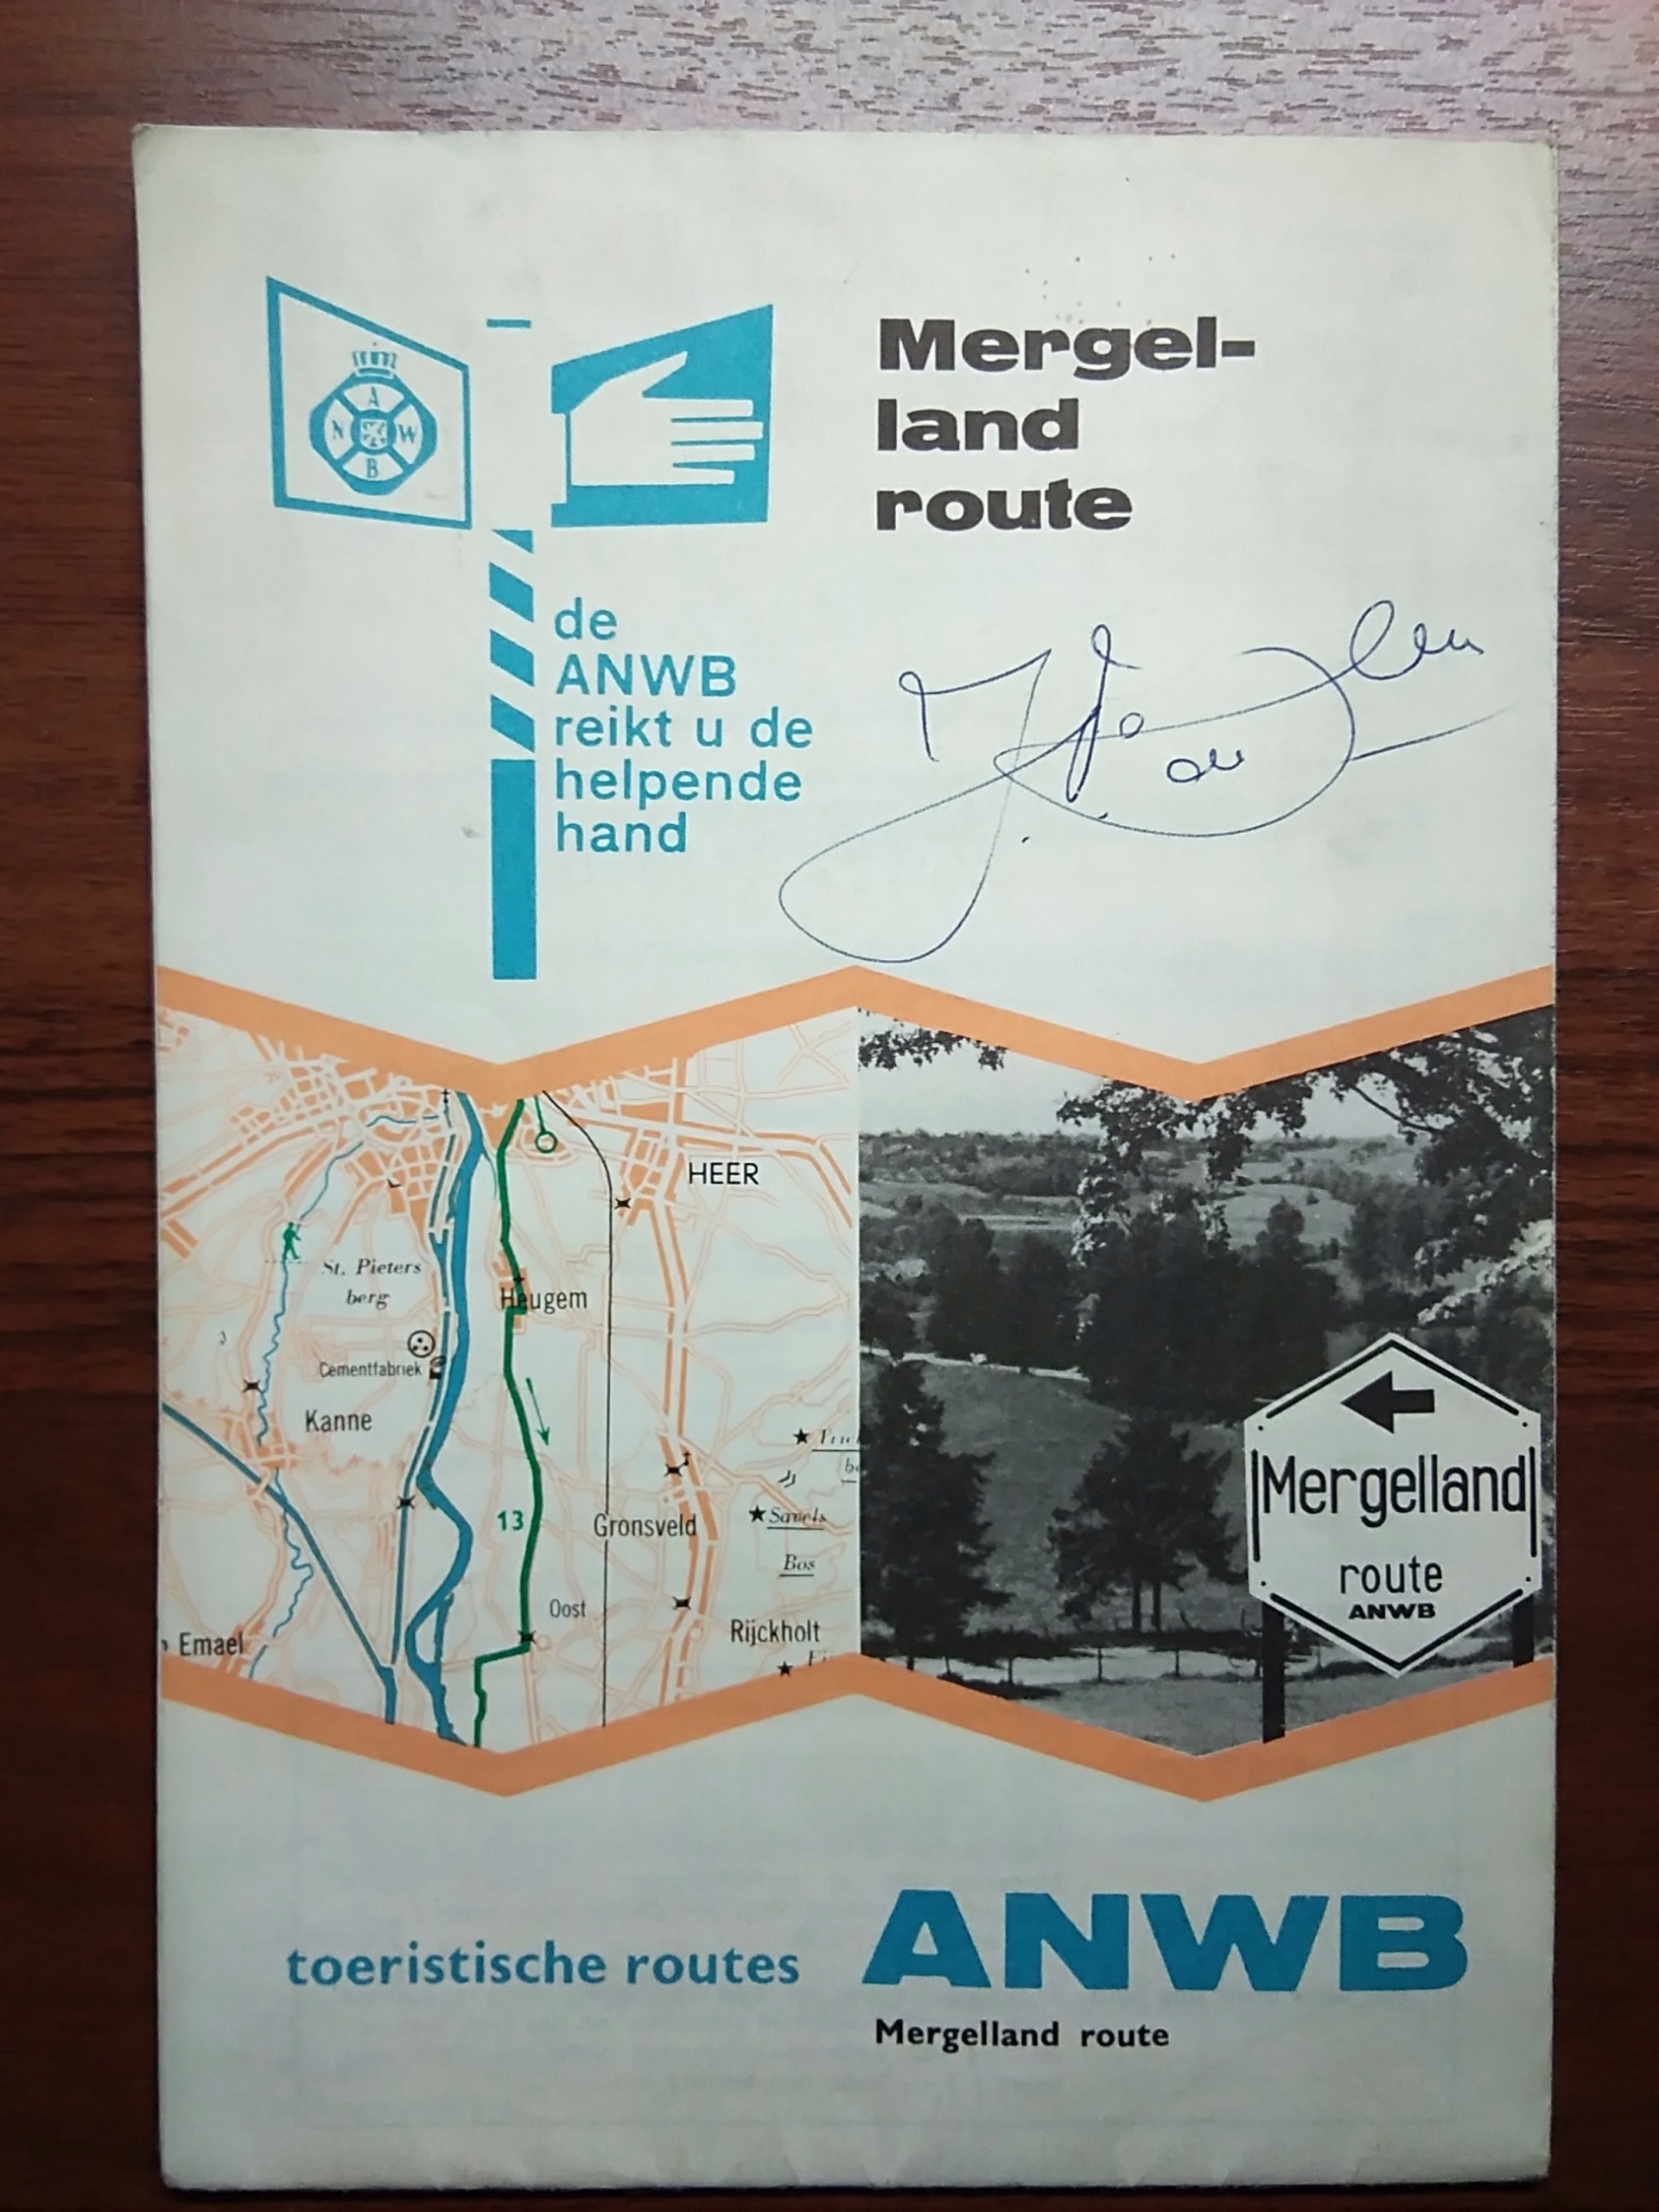 A
N W
B
Mergel-
land
route
de
ANWB
reikt u de
helpende
hand
HEER
St. Pieters
berg
Heugem
Cementfabriek
Kanne
13
Gronsveld
Savels
Bos
Oost
Rijckholt
Emael
Mergelland
route
ANWB
toeristische routes
ANWB
Mergelland route